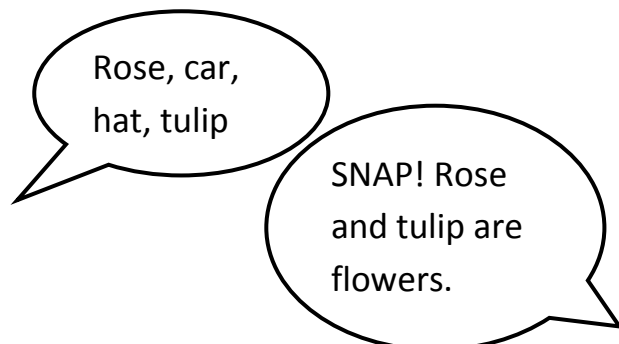 Rose, car,
hat, tulip
SNAP! Rose
and tulip are
flowers.